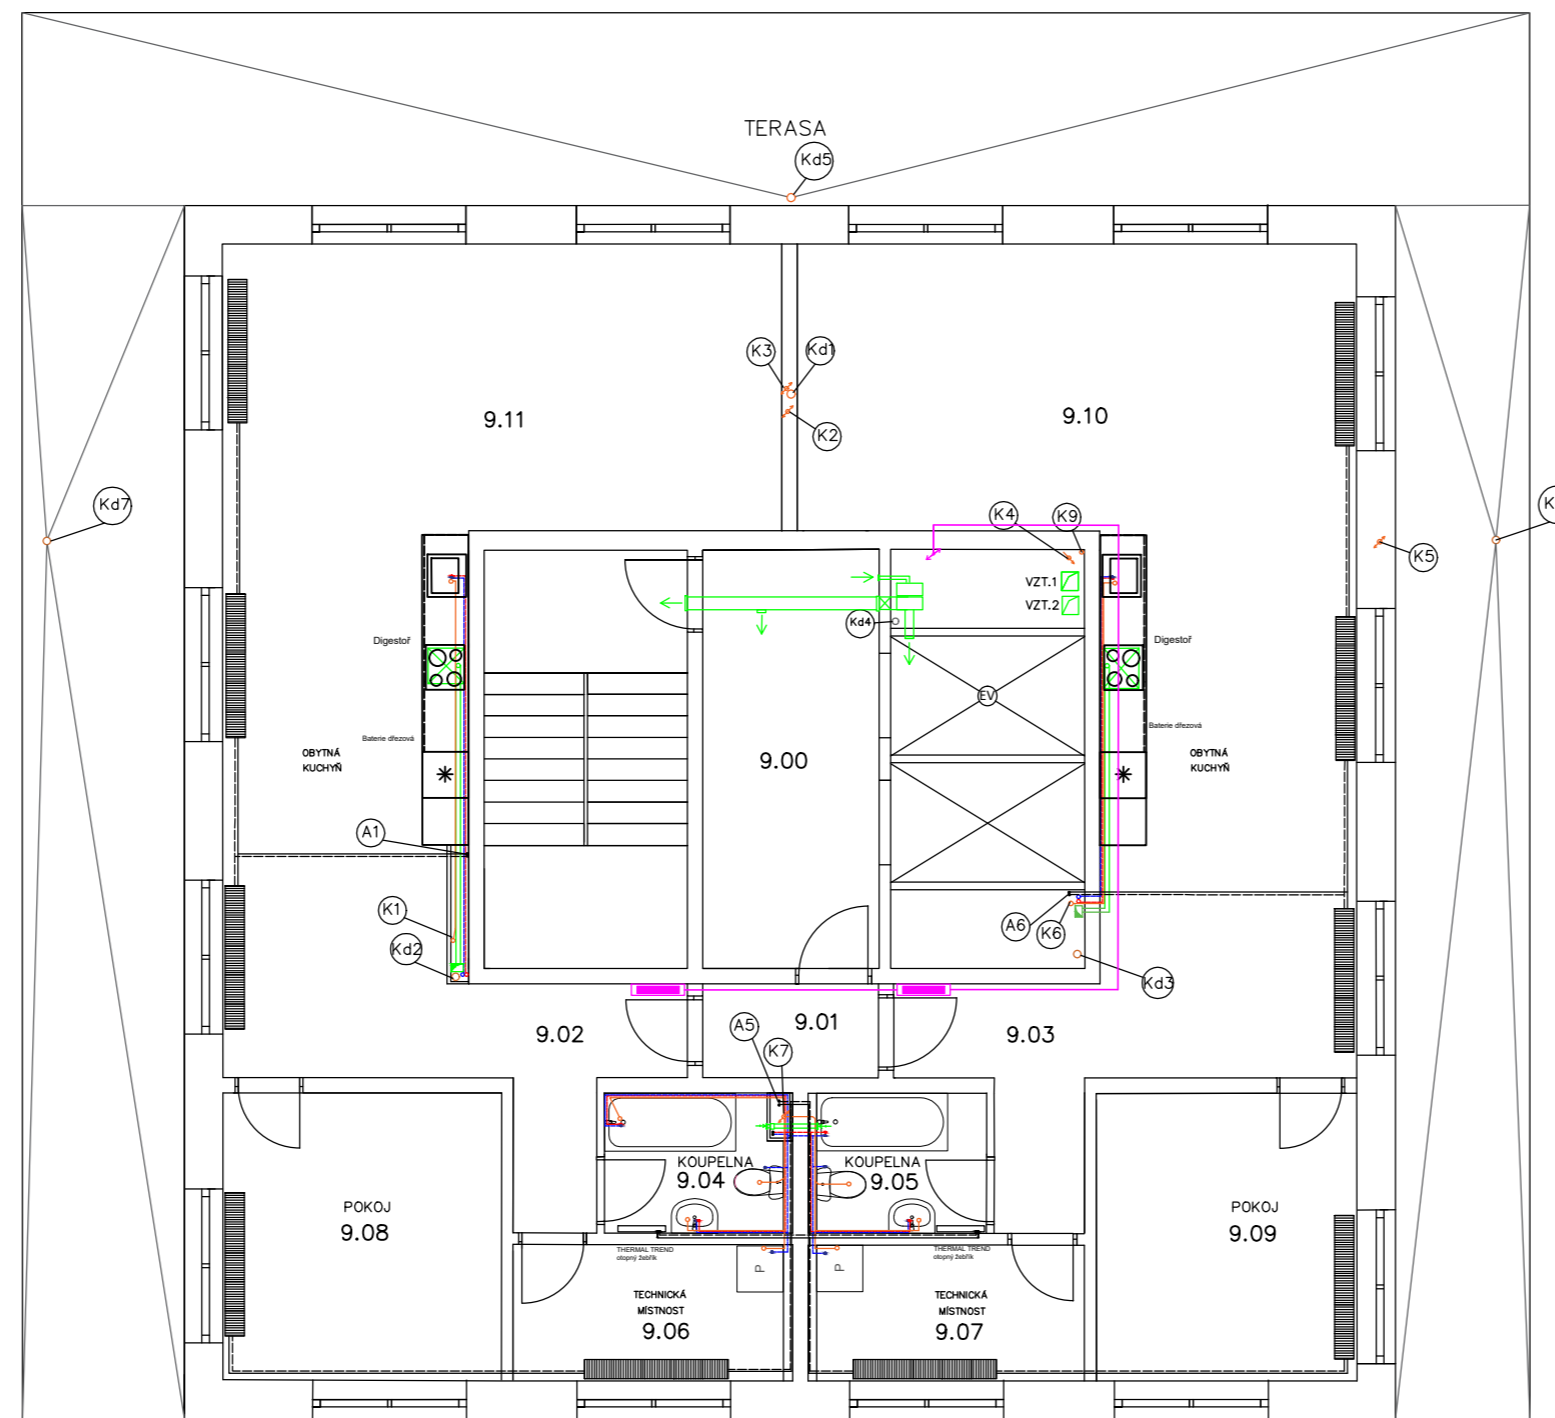 TERASA
Kd5
K3
Kd1
K2
9.11
9.10
Kd7
K4
K9
K5
VZT.1
VZT.2
Kd4
Digestoř
Digestoř
EV
Baterie dřezová
Baterie dřezová
OBYTNÁ
KUCHYŇ
9.00
OBYTNÁ
KUCHYŇ
A1
K1
Kd2
A6
K6
Kd3
9.02
A5
9.01
K7
9.03
KOUPELNA
9.04
KOUPELNA
9.05
POKOJ
9.08
POKOJ
9.09
THERMAL TREND
otopný žebřík
THERMAL TREND
otopný žebřík
P
P
TECHNICKÁ
MÍSTNOST
9.06
TECHNICKÁ
MÍSTNOST
9.07